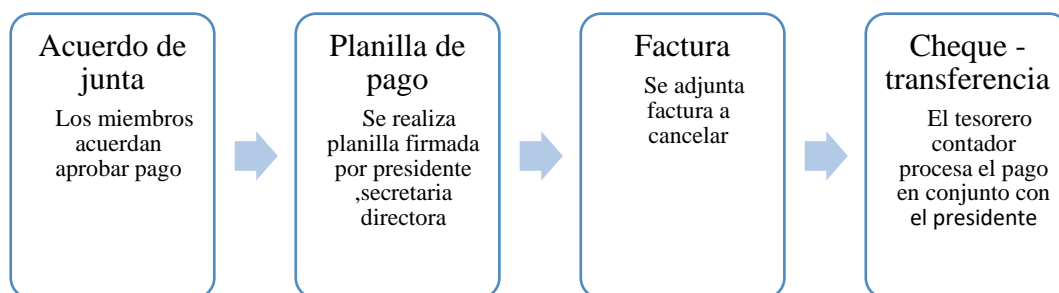 Acuerdo de
junta
Los miembros
acuerdan
aprobar pago
Planilla de
pago
Se realiza
planilla firmada
por presidente
,secretaria
directora
Factura
Se adjunta
factura a
cancelar
Cheque -
transferencia
El tesorero
contador
procesa el pago
en conjunto con
el presidente